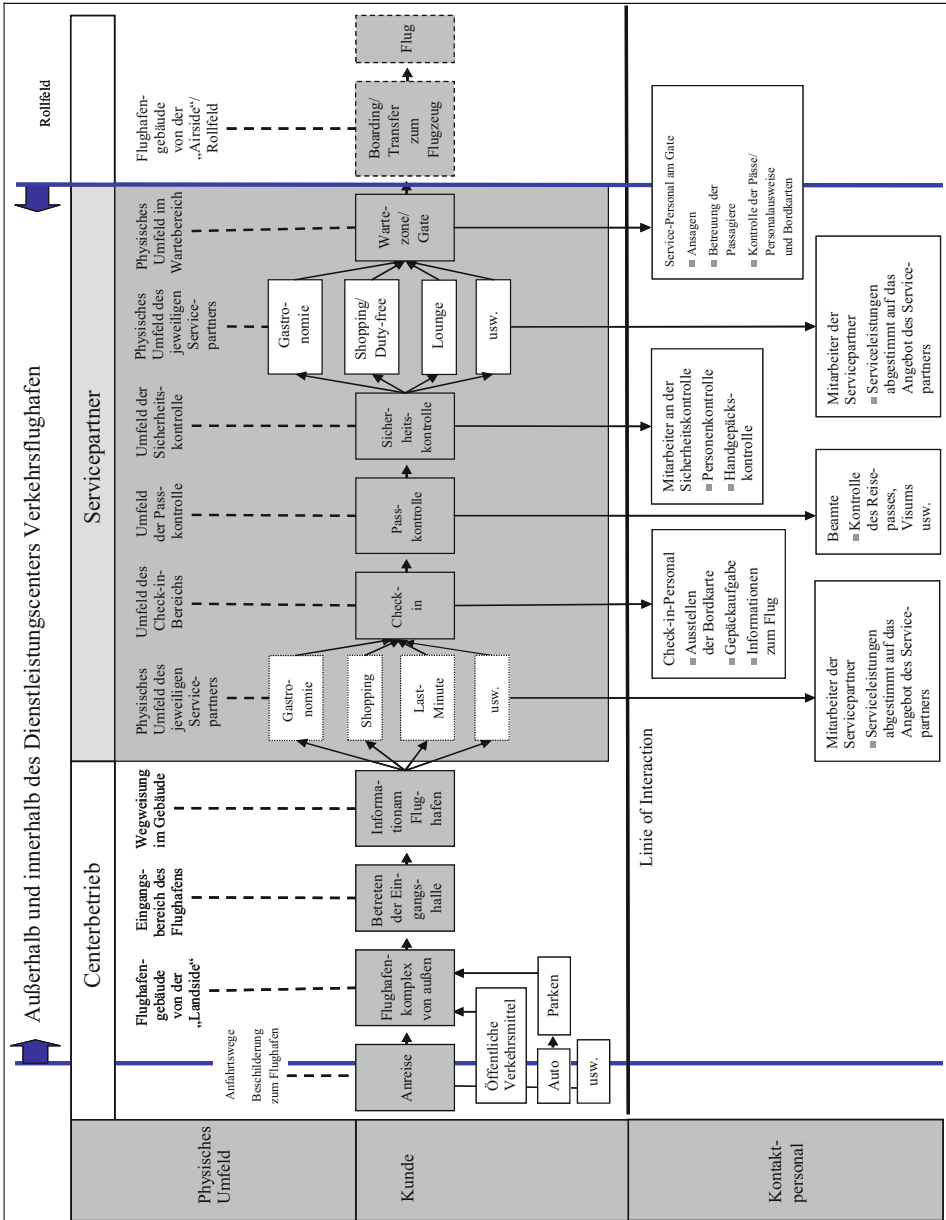 Außerhalb und innerhalb des Dienstleistungscenters Verkehrsflughafen
Rollfeld
Centerbetrieb
Servicepartner
Physisches
Umfeld
Anfahrtswege
Beschilderung
zum Flughafen
Flughafen-
gebäude
von der
„Landside“
Eingangs-
bereich des
Flughafens
Wegweisung
im Gebäude
Physisches
Umfeld des
jeweiligen
Service-
partners
Umfeld des
Check-in-
Bereichs
Umfeld
der Pass-
kontrolle
Umfeld der
Sicherheits-
kontrolle
Physisches
Umfeld des
jeweiligen
Service-
partners
Physisches
Umfeld im
Wartebereich
Flughafen-
gebäude
von der
„Airside“/
Rollfeld
Kunde
Anreise
Öffentliche
Verkehrsmittel
Auto
Parken
usw.
Flughafen-
komplex
von außen
Betreten
der Ein-
gangs-
halle
Informa-
tionam
Flug-
hafen
Gastro-
nomie
Shopping
Last-
Minute
usw.
Check-
in
Pass-
kontrolle
Sicher-
heits-
kontrolle
Gastro-
nomie
Shopping/
Duty-free
Lounge
usw.
Warte-
zone/
Gate
Boarding/
Transfer
zum
Flugzeug
Flug
Linie of Interaction
Kontakt-
personal
Mitarbeiter der
Servicepartner
Serviceleistungen
abgestimmt auf das
Angebot des Service-
partners
Check-in-Personal
Ausstellen
der Bordkarte
Gepäckaufgabe
Informationen
zum Flug
Beamte
Kontrolle
des Reise-
passes,
Visums
usw.
Mitarbeiter an der
Sicherheitskontrolle
Personenkontrolle
Handgepäcks-
kontrolle
Mitarbeiter der
Servicepartner
Serviceleistungen
abgestimmt auf das
Angebot des Service-
partners
Service-Personal am Gate
Ansagen
Betreuung der
Passagiere
Kontrolle der Pässe/
Personalausweise
und Bordkarten